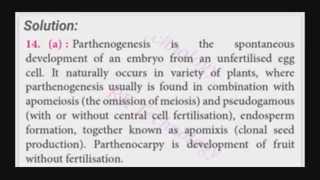 Solution:
14. (a) : Parthenogenesis is the spontaneous
development of an embryo from an unfertilised egg
cell. It naturally occurs in variety of plants, where
parthenogenesis usually is found in combination with
apomeiosis (the omission of meiosis) and pseudogamous
(with or without central cell fertilisation), endosperm
formation, together known as apomixis (clonal seed
production). Parthenocarpy is development of fruit
without fertilisation.